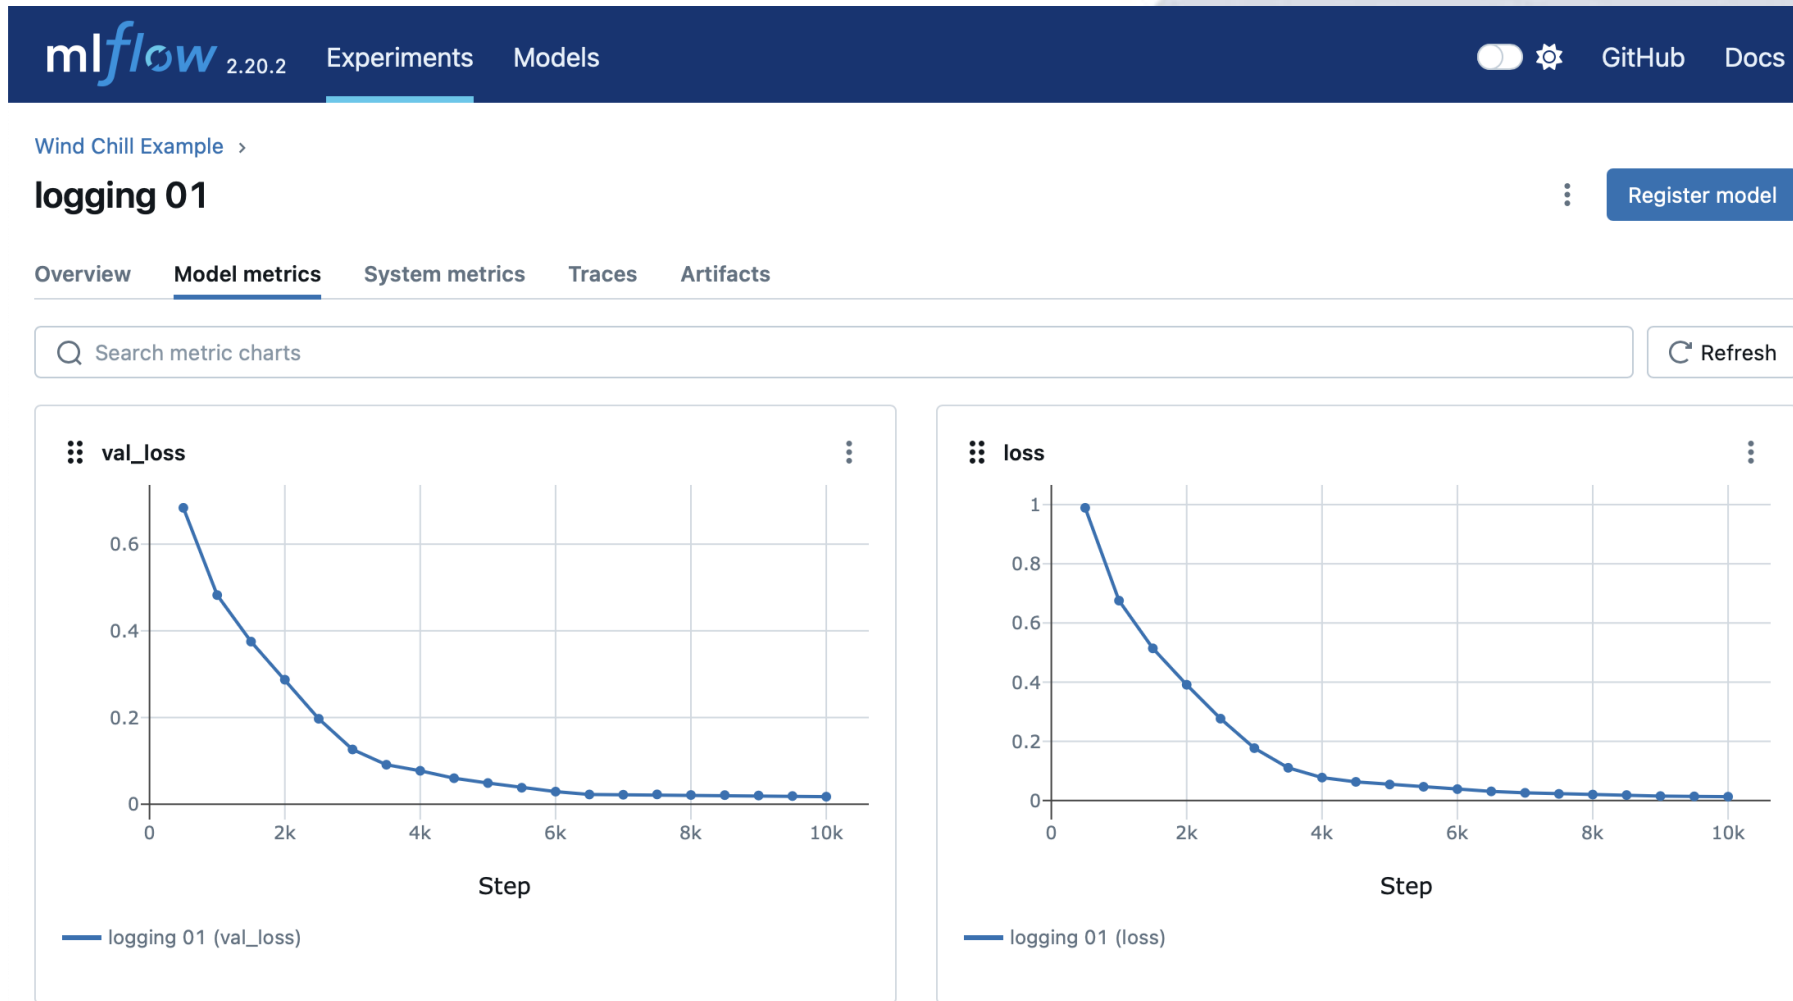 mlflow 2.20.2 Experiments Models GitHub Docs
Wind Chill Example ›
logging 01
Register model
Overview Model metrics System metrics Traces Artifacts
Search metric charts
Refresh
val_loss
0.6
0.4
0.2
0
0 2k 4k 6k 8k 10k
Step
logging 01 (val_loss)
loss
1
0.8
0.6
0.4
0.2
0
0 2k 4k 6k 8k 10k
Step
logging 01 (loss)